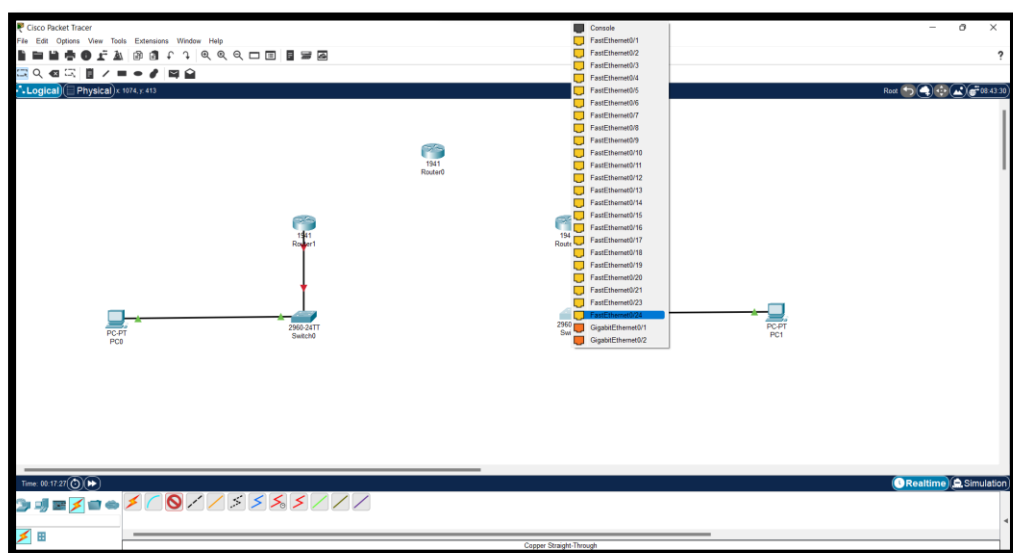 Cisco Packet Tracer
File Edit Options View Tools Extensions Window Help
?
Logical Physical x: 1074, y: 413
Root 08:43:30
Console
FastEthernet0/1
FastEthernet0/2
FastEthernet0/3
FastEthernet0/4
FastEthernet0/5
FastEthernet0/6
FastEthernet0/7
FastEthernet0/8
FastEthernet0/9
FastEthernet0/10
FastEthernet0/11
FastEthernet0/12
FastEthernet0/13
FastEthernet0/14
FastEthernet0/15
FastEthernet0/16
FastEthernet0/17
FastEthernet0/18
FastEthernet0/19
FastEthernet0/20
FastEthernet0/21
FastEthernet0/23
FastEthernet0/24
GigabitEthernet0/1
GigabitEthernet0/2
1941
Router0
1941
Router1
194
Route
PC-PT
PC0
2960-24TT
Switch0
2960
Swi
PC-PT
PC1
Time: 00:17:27
Realtime Simulation
Copper Straight-Through